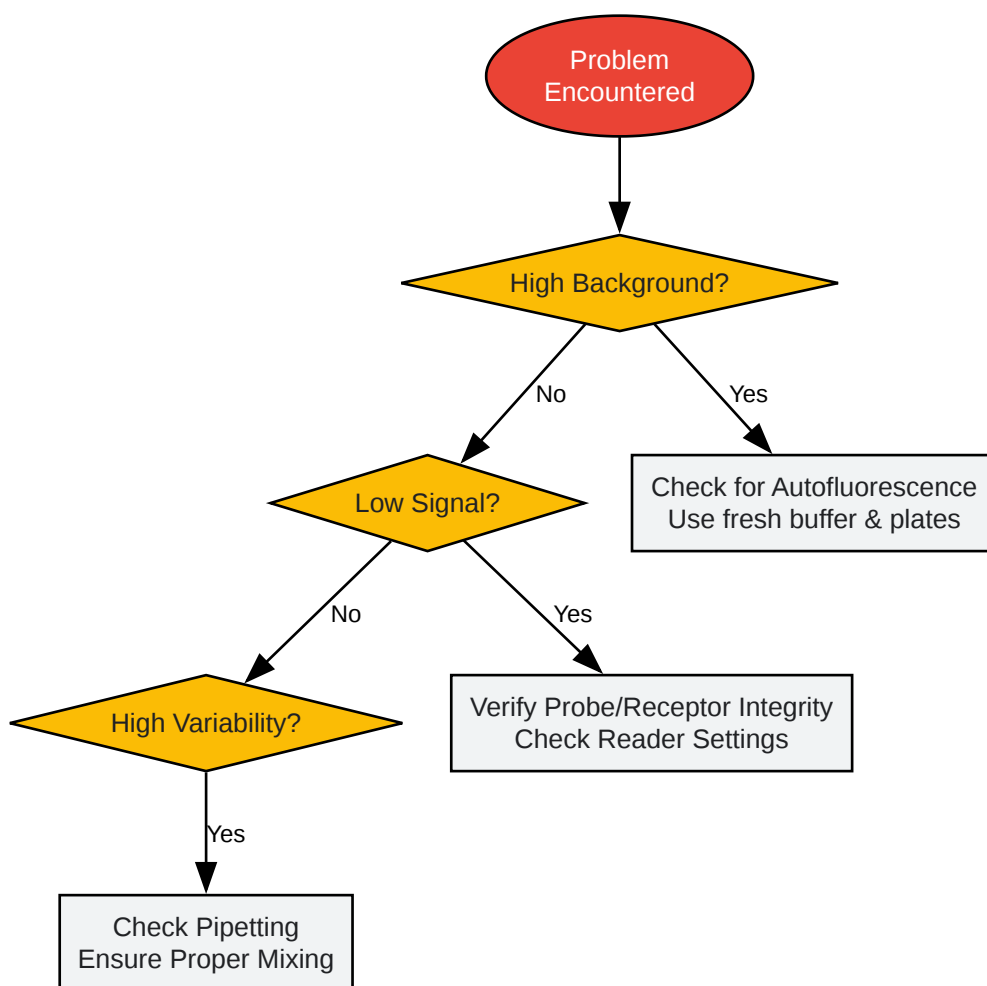 Problem
Encountered
High Background?
No
Yes
Low Signal?
Check for Autofluorescence
Use fresh buffer & plates
No
Yes
High Variability?
Verify Probe/Receptor Integrity
Check Reader Settings
Yes
Check Pipetting
Ensure Proper Mixing